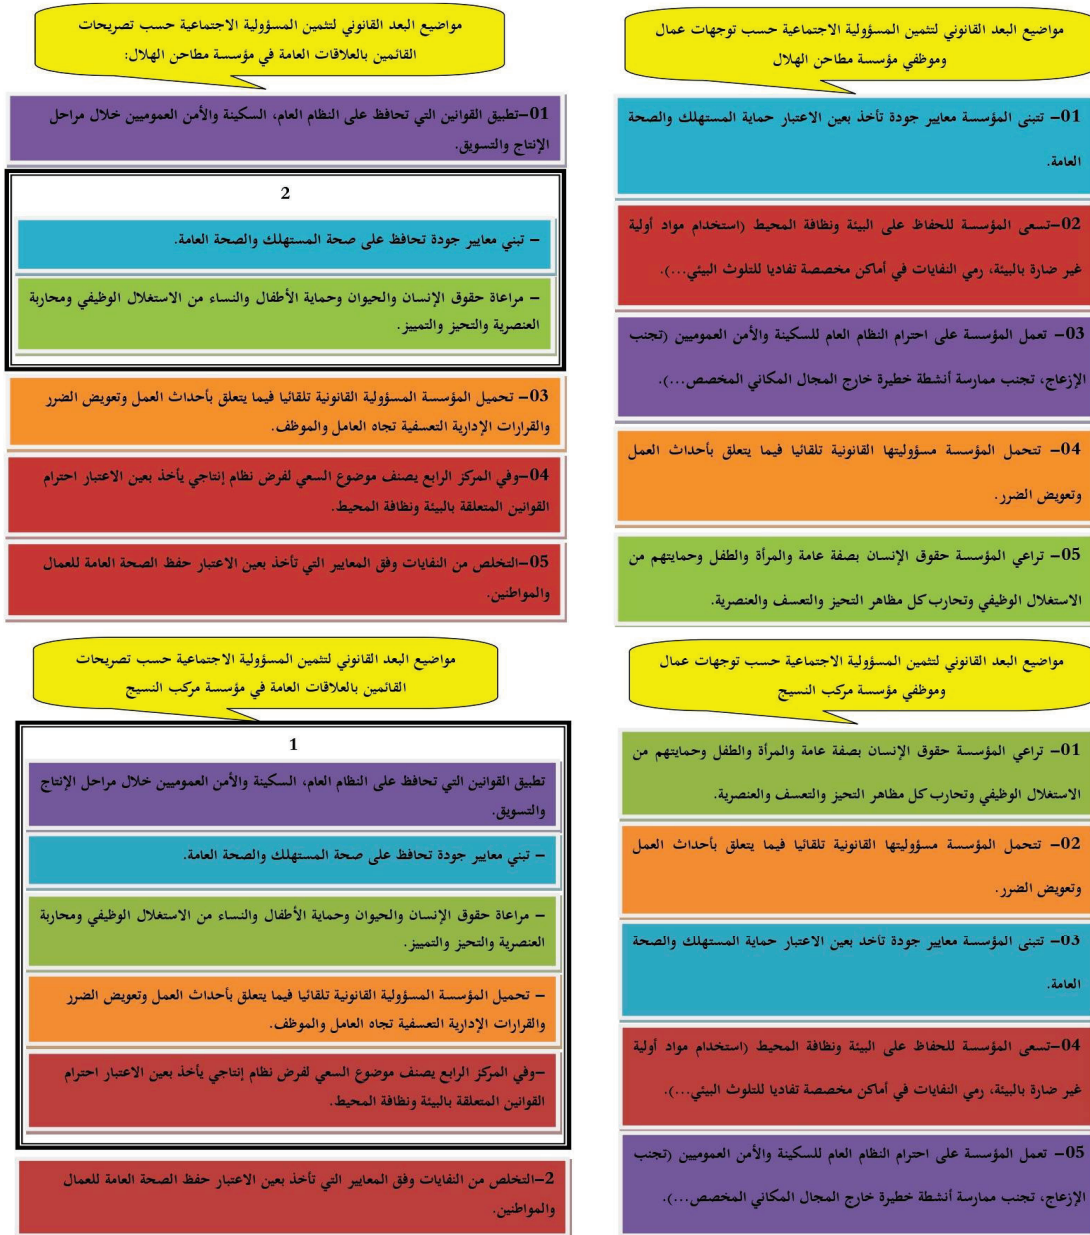 مواضيع البعد القانوني لتثمين المسؤولية الاجتماعية حسب توجهات عمال
وموظفي مؤسسة مطاحن الهلال
01– تتبنى المؤسسة معايير جودة تأخذ بعين الاعتبار حماية المستهلك والصحة
العامة.
02–تسعى المؤسسة للحفاظ على البيئة ونظافة المحيط (استخدام مواد أولية
غير ضارة بالبيئة، رمي النفايات في أماكن مخصصة تفاديا للتلوث البيئي...).
03– تعمل المؤسسة على احترام النظام العام للسكينة والأمن العموميين (تجنب
الإزعاج، تجنب ممارسة أنشطة خطيرة خارج المجال المكاني المخصص...).
04– تتحمل المؤسسة مسؤوليتها القانونية تلقائيا فيما يتعلق بأحداث العمل
وتعويض الضرر.
05– تراعي المؤسسة حقوق الإنسان بصفة عامة والمرأة والطفل وحمايتهم من
الاستغلال الوظيفي وتحارب كل مظاهر التحيز والتعسف والعنصرية.
مواضيع البعد القانوني لتثمين المسؤولية الاجتماعية حسب تصريحات
القائمين بالعلاقات العامة في مؤسسة مطاحن الهلال:
01–تطبيق القوانين التي تحافظ على النظام العام، السكينة والأمن العموميين خلال مراحل
الإنتاج والتسويق.
2
– تبني معايير جودة تحافظ على صحة المستهلك والصحة العامة.
– مراعاة حقوق الإنسان والحيوان وحماية الأطفال والنساء من الاستغلال الوظيفي ومحاربة
العنصرية والتحيز والتمييز.
03– تحميل المؤسسة المسؤولية القانونية تلقائيا فيما يتعلق بأحداث العمل وتعويض الضرر
والقرارات الإدارية التعسفية تجاه العامل والموظف.
04–وفي المركز الرابع يصنف موضوع السعي لفرض نظام إنتاجي يأخذ بعين الاعتبار احترام
القوانين المتعلقة بالبيئة ونظافة المحيط.
05–التخلص من النفايات وفق المعايير التي تأخذ بعين الاعتبار حفظ الصحة العامة للعمال
والمواطنين.
مواضيع البعد القانوني لتثمين المسؤولية الاجتماعية حسب توجهات عمال
وموظفي مؤسسة مركب النسيج
01– تراعي المؤسسة حقوق الإنسان بصفة عامة والمرأة والطفل وحمايتهم من
الاستغلال الوظيفي وتحارب كل مظاهر التحيز والتعسف والعنصرية.
02– تتحمل المؤسسة مسؤوليتها القانونية تلقائيا فيما يتعلق بأحداث العمل
وتعويض الضرر.
03– تتبنى المؤسسة معايير جودة تأخذ بعين الاعتبار حماية المستهلك والصحة
العامة.
04–تسعى المؤسسة للحفاظ على البيئة ونظافة المحيط (استخدام مواد أولية
غير ضارة بالبيئة، رمي النفايات في أماكن مخصصة تفاديا للتلوث البيئي...).
05– تعمل المؤسسة على احترام النظام العام للسكينة والأمن العموميين (تجنب
الإزعاج، تجنب ممارسة أنشطة خطيرة خارج المجال المكاني المخصص...).
مواضيع البعد القانوني لتثمين المسؤولية الاجتماعية حسب تصريحات
القائمين بالعلاقات العامة في مؤسسة مركب النسيج
1
تطبيق القوانين التي تحافظ على النظام العام، السكينة والأمن العموميين خلال مراحل الإنتاج
والتسويق.
– تبني معايير جودة تحافظ على صحة المستهلك والصحة العامة.
– مراعاة حقوق الإنسان والحيوان وحماية الأطفال والنساء من الاستغلال الوظيفي ومحاربة
العنصرية والتحيز والتمييز.
– تحميل المؤسسة المسؤولية القانونية تلقائيا فيما يتعلق بأحداث العمل وتعويض الضرر
والقرارات الإدارية التعسفية تجاه العامل والموظف.
–وفي المركز الرابع يصنف موضوع السعي لفرض نظام إنتاجي يأخذ بعين الاعتبار احترام
القوانين المتعلقة بالبيئة ونظافة المحيط.
2–التخلص من النفايات وفق المعايير التي تأخذ بعين الاعتبار حفظ الصحة العامة للعمال
والمواطنين.